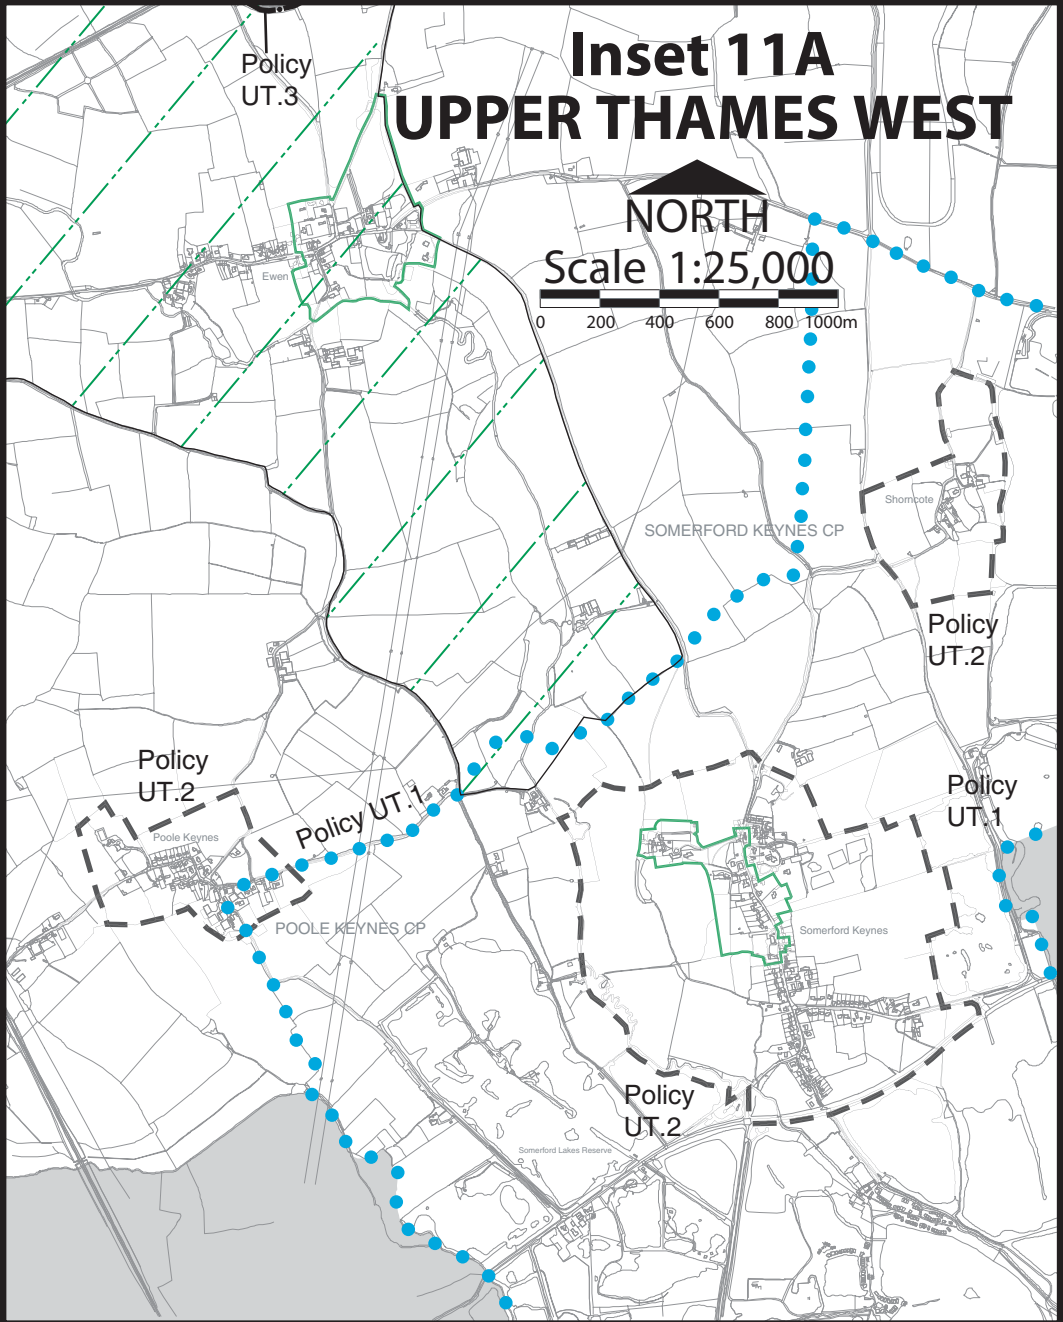 Inset 11A
UPPER THAMES WEST
Policy
UT.3
NORTH
Scale 1:25,000
0 200 400 600 800 1000m
Ewen
Shorncote
SOMERFORD KEYNES CP
Policy
UT.2
Policy
UT.2
Policy UT.1
Policy
UT.1
Poole Keynes
POOLE KEYNES CP
Somerford Keynes
Policy
UT.2
Somerford Lakes Reserve